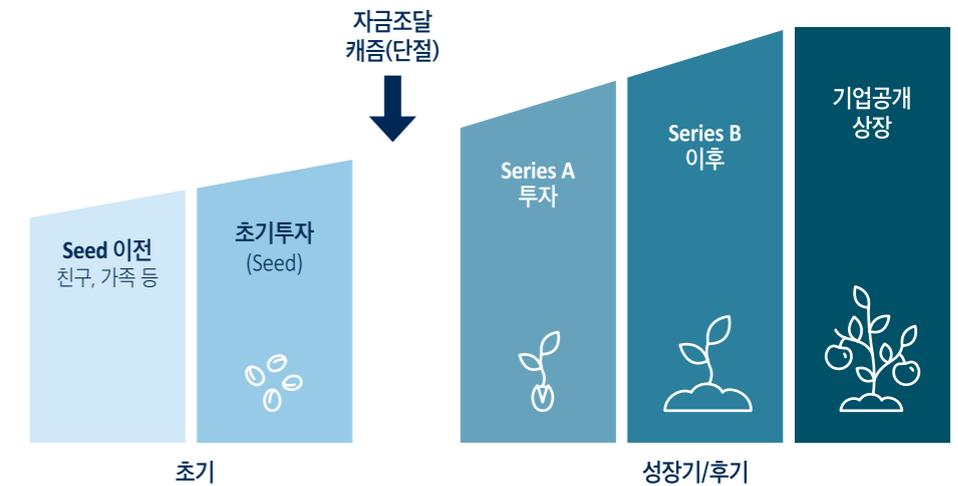 자금조달
캐즘(단절)
Seed 이전
친구, 가족 등
초기투자
(Seed)
Series A
투자
Series B
이후
기업공개
상장
초기
성장기/후기